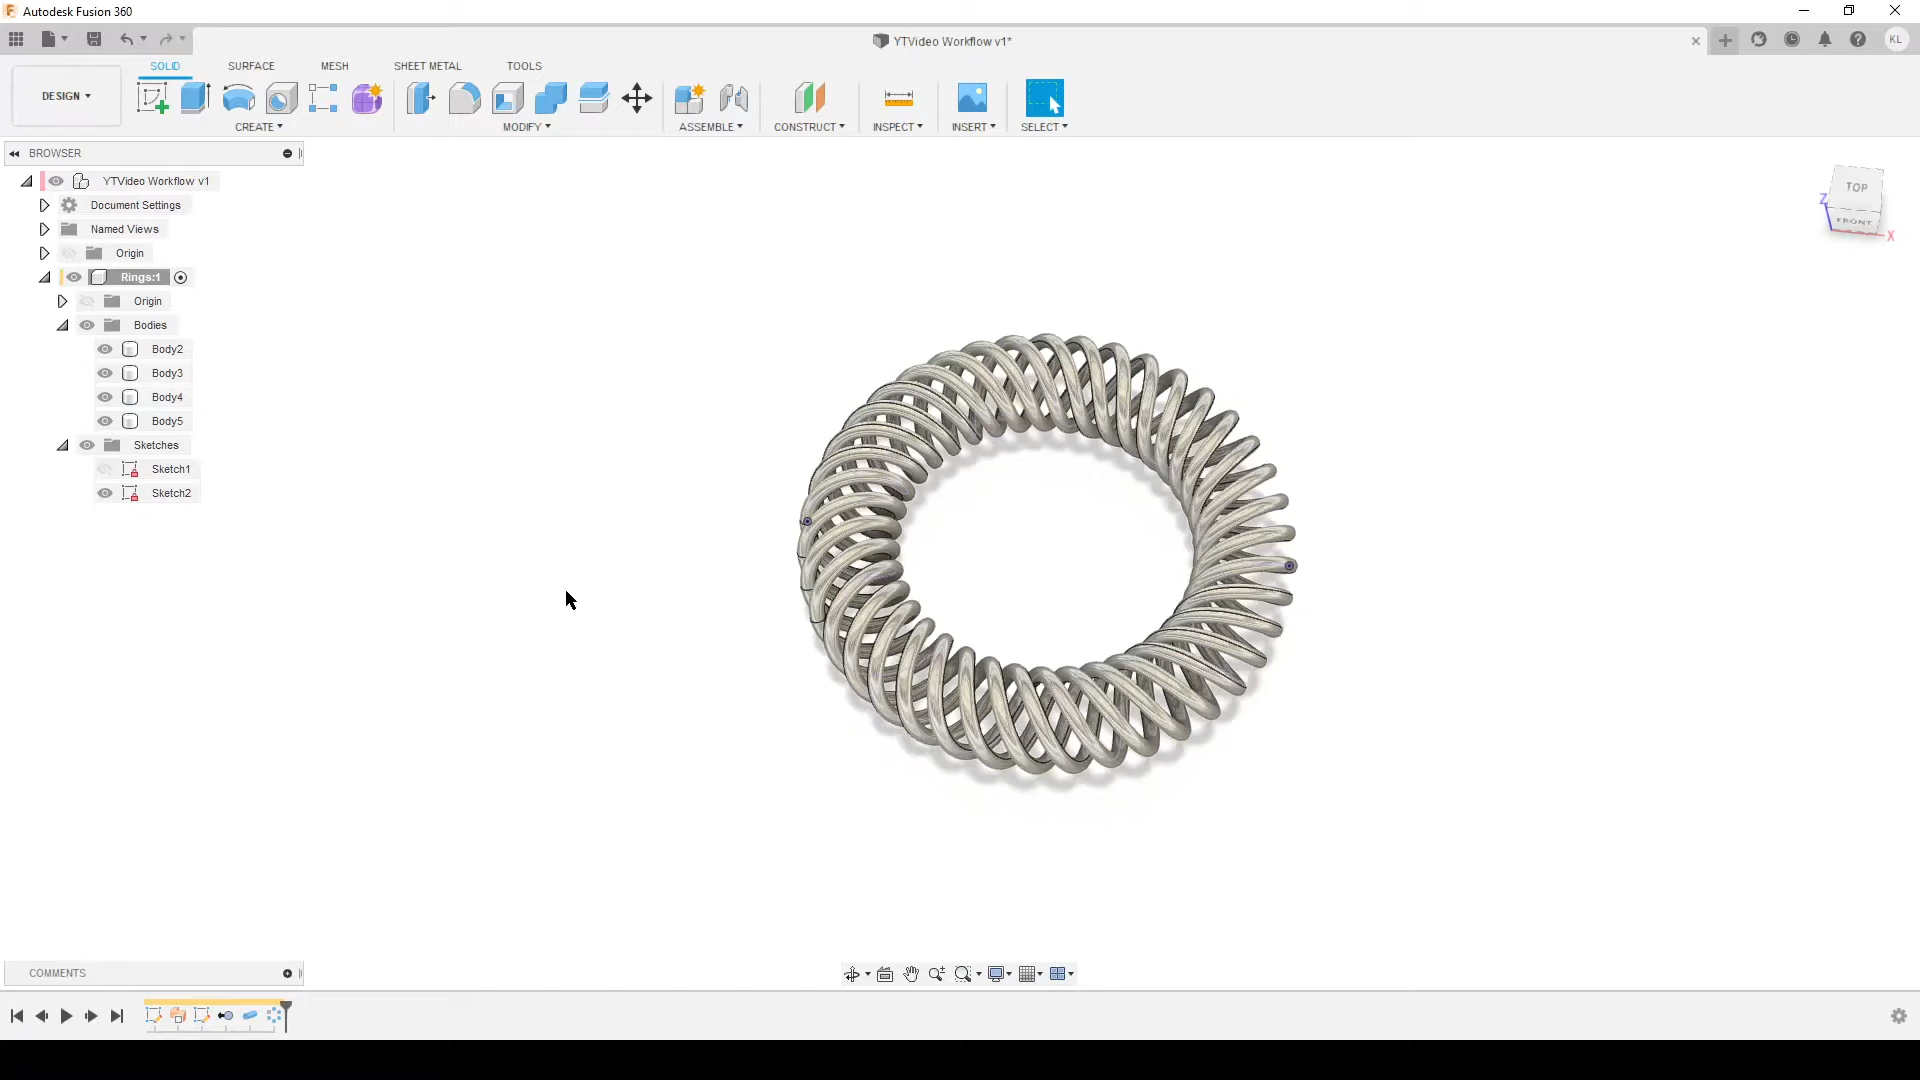 Autodesk Fusion 360
YTVideo Workflow v1*
KL
DESIGN
SOLID
SURFACE
MESH
SHEET METAL
TOOLS
CREATE
MODIFY
ASSEMBLE
CONSTRUCT
INSPECT
INSERT
SELECT
BROWSER
YTVideo Workflow v1
Document Settings
Named Views
Origin
Rings:1
Origin
Bodies
Body2
Body3
Body4
Body5
Sketches
Sketch1
Sketch2
TOP
FRONT
Z
X
COMMENTS